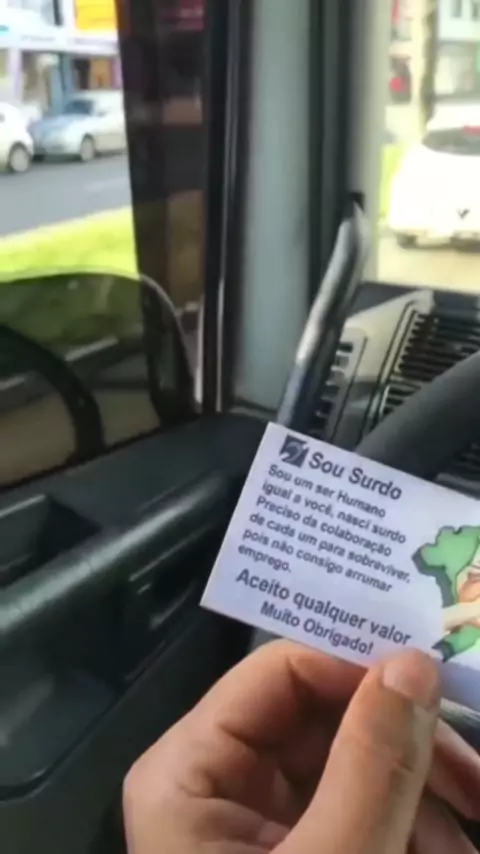 Sou Surdo
Sou um ser Humano
igual a você, nasci surdo
Preciso da colaboração
de cada um para sobraviver,
pois não consigo arrumar
emprego.
Aceito qualquer valor
Muito Obrigado!